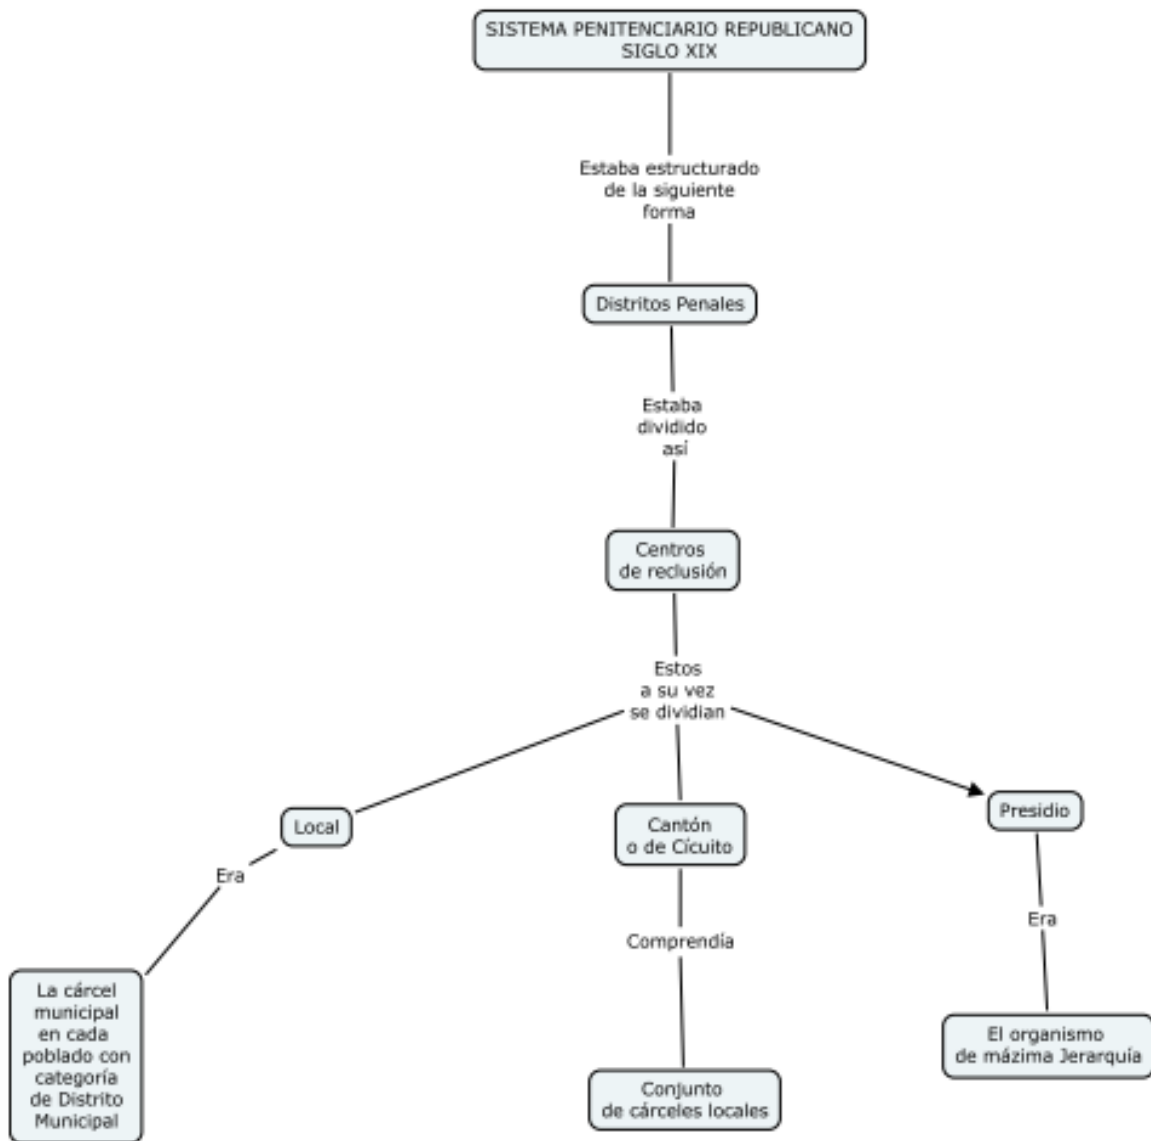 SISTEMA PENITENCIARIO REPUBLICANO
SIGLO XIX
Estaba estructurado
de la siguiente
forma
Distritos Penales
Estaba
dividido
así
Centros
de reclusión
Estos
a su vez
se dividian
Local
Era
La cárcel
municipal
en cada
poblado con
categoría
de Distrito
Municipal
Cantón
o de Cícuito
Comprendía
Conjunto
de cárceles locales
Presidio
Era
El organismo
de mázima Jerarquía